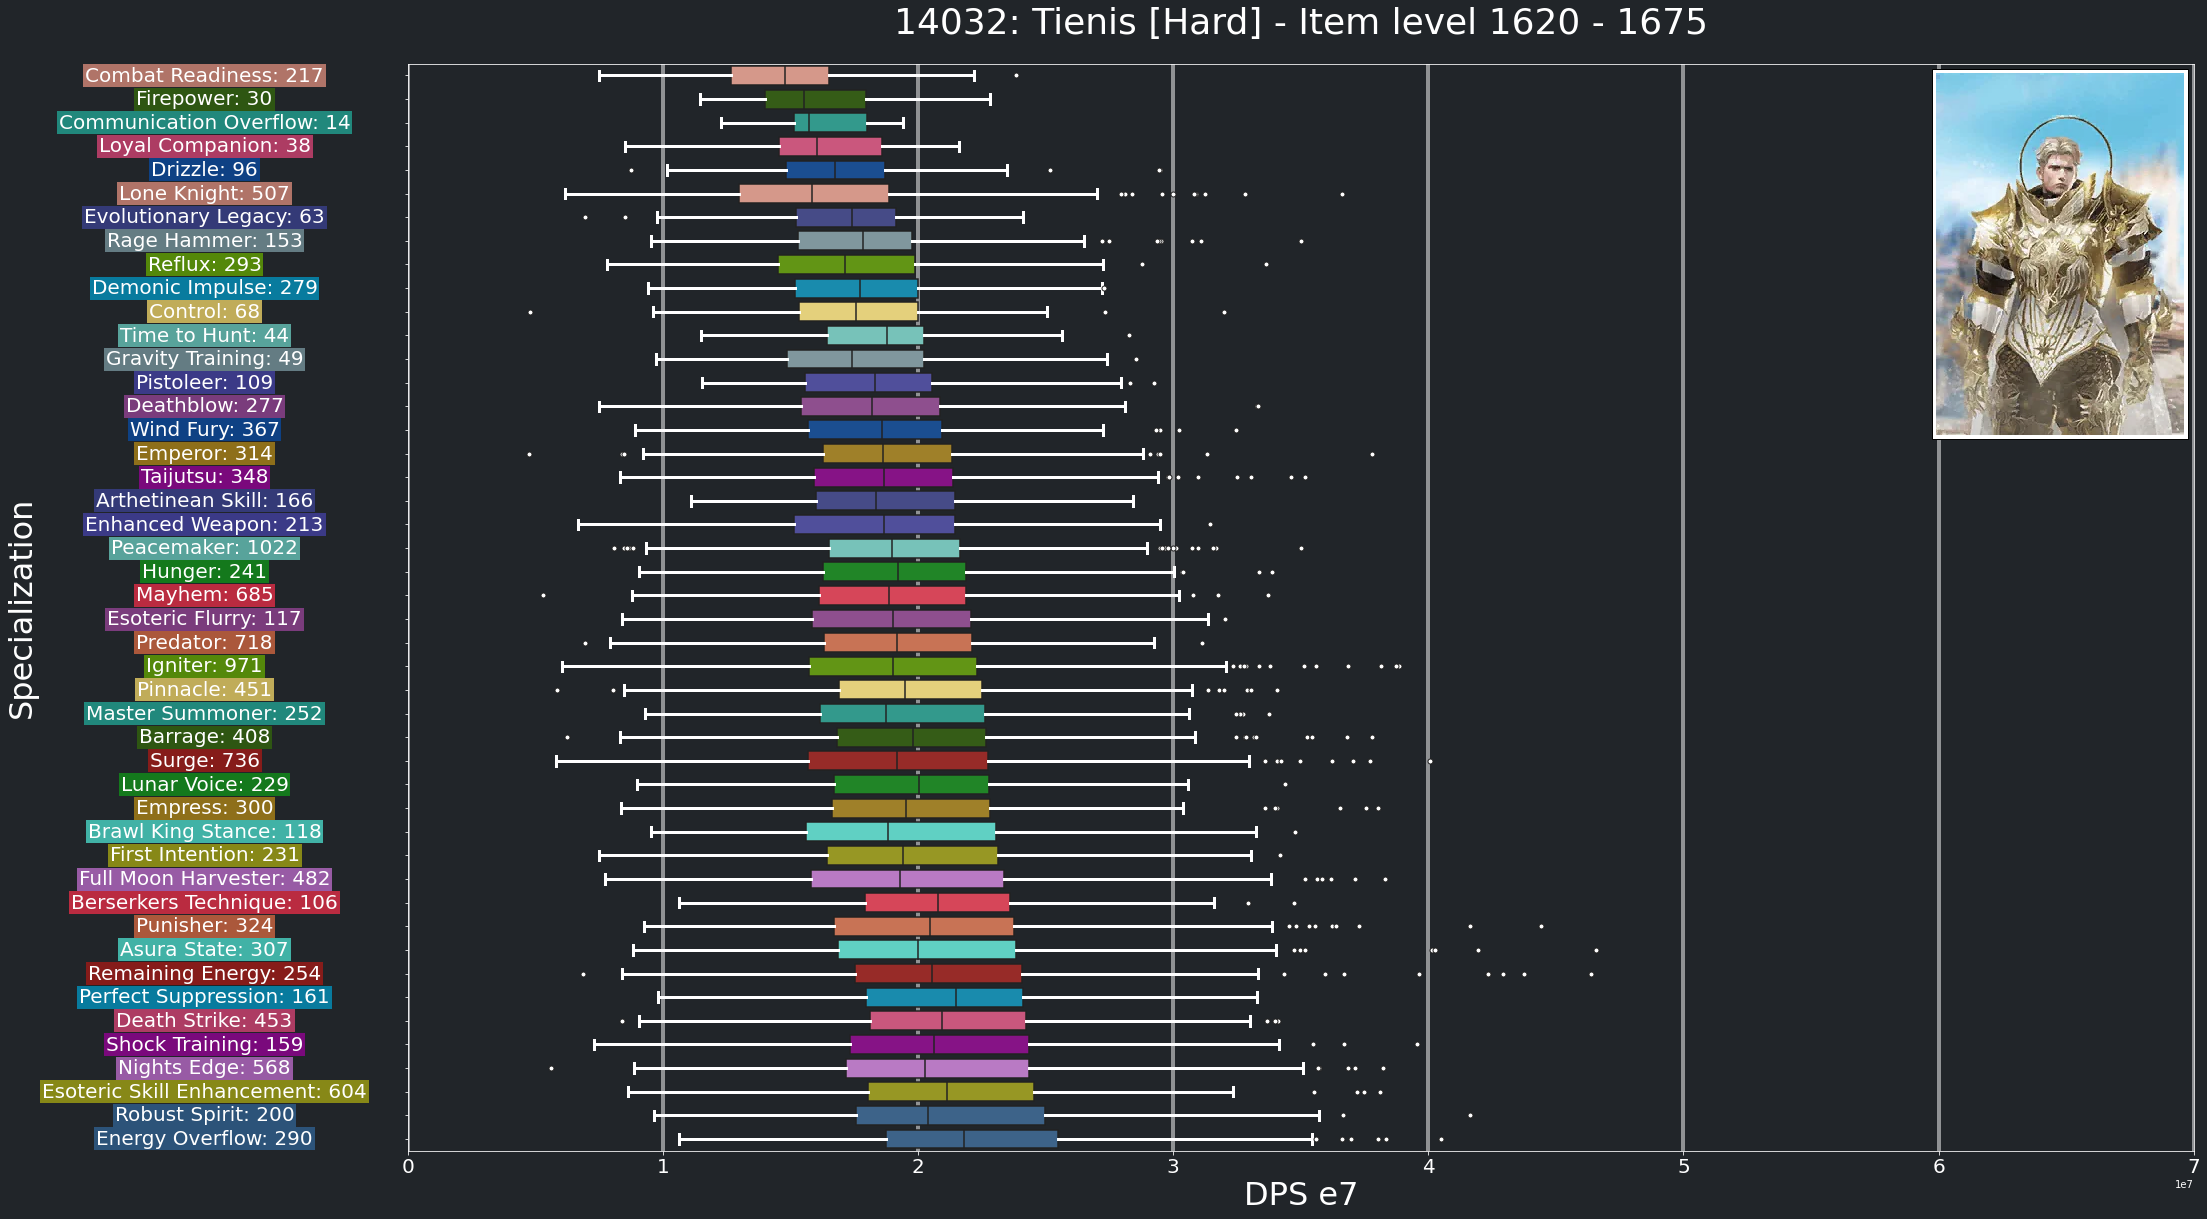 14032: Tienis [Hard] - Item level 1620 - 1675
Combat Readiness: 217
Firepower: 30
Communication Overflow: 14
Loyal Companion: 38
Drizzle: 96
Lone Knight: 507
Evolutionary Legacy: 63
Rage Hammer: 153
Reflux: 293
Demonic Impulse: 279
Control: 68
Time to Hunt: 44
Gravity Training: 49
Pistoleer: 109
Deathblow: 277
Wind Fury: 367
Emperor: 314
Taijutsu: 348
Arthetinean Skill: 166
Enhanced Weapon: 213
Peacemaker: 1022
Hunger: 241
Mayhem: 685
Esoteric Flurry: 117
Predator: 718
Igniter: 971
Pinnacle: 451
Master Summoner: 252
Barrage: 408
Surge: 736
Lunar Voice: 229
Empress: 300
Brawl King Stance: 118
First Intention: 231
Full Moon Harvester: 482
Berserkers Technique: 106
Punisher: 324
Asura State: 307
Remaining Energy: 254
Perfect Suppression: 161
Death Strike: 453
Shock Training: 159
Nights Edge: 568
Esoteric Skill Enhancement: 604
Robust Spirit: 200
Energy Overflow: 290
Specialization
0 1 2 3 4 5 6 7
1e7
DPS e7